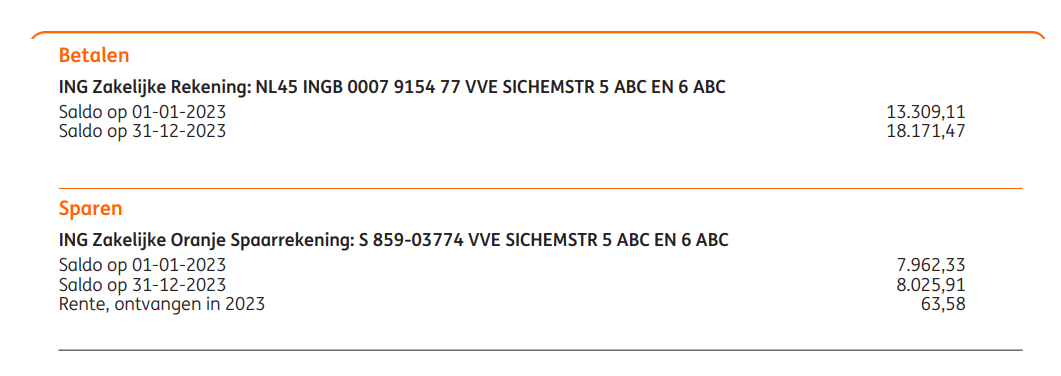 Betalen
ING Zakelijke Rekening: NL45 INGB 0007 9154 77 VVE SICHEMSTR 5 ABC EN 6 ABC
Saldo op 01-01-2023 13.309,11
Saldo op 31-12-2023 18.171,47
Sparen
ING Zakelijke Oranje Spaarrekening: S 859-03774 VVE SICHEMSTR 5 ABC EN 6 ABC
Saldo op 01-01-2023 7.962,33
Saldo op 31-12-2023 8.025,91
Rente, ontvangen in 2023 63,58